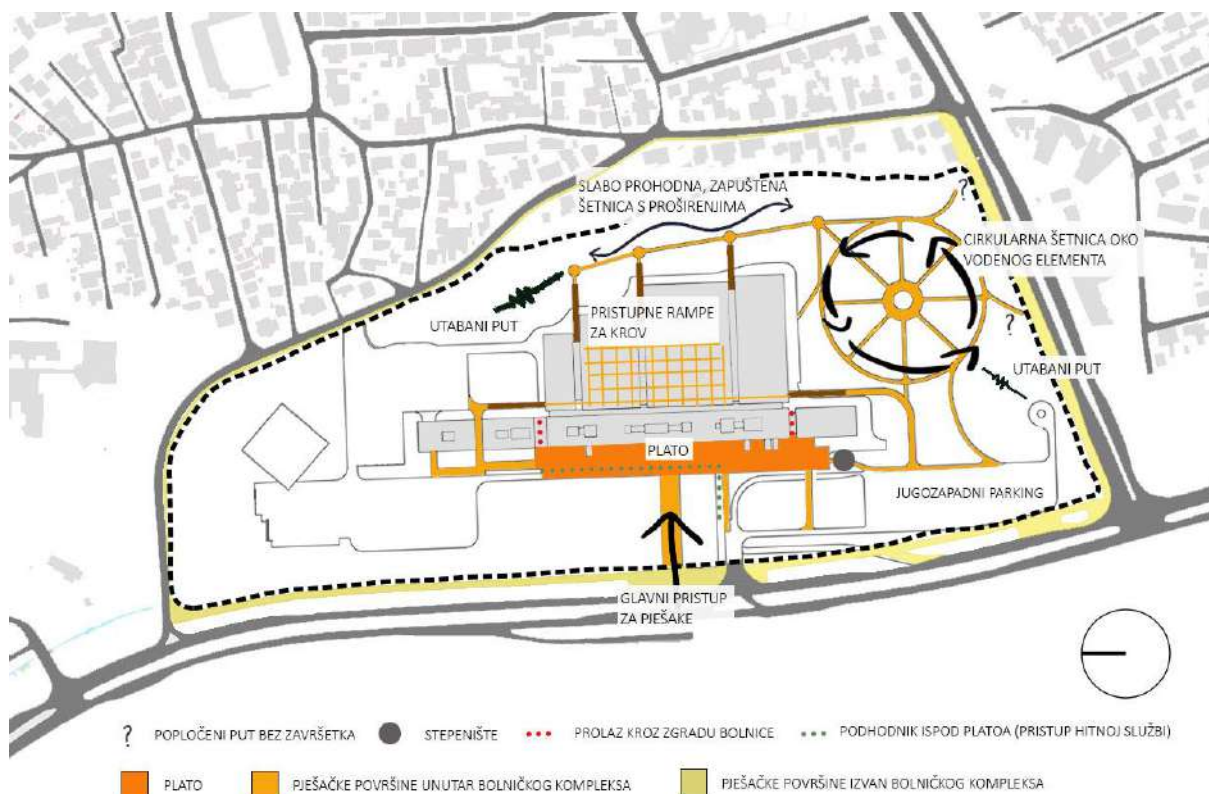 SLABO PROHODNA, ZAPUŠTENA
ŠETNICA S PROŠIRENJIMA
?
CIRKULARNA ŠETNICA OKO
VODENOG ELEMENTA
UTABANI PUT
PRISTUPNE RAMPE
ZA KROV
?
UTABANI PUT
PLATO
JUGOZAPADNI PARKING
GLAVNI PRISTUP
ZA PJEŠAKE
? POPLOČENI PUT BEZ ZAVRŠETKA STEPENIŠTE PROLAZ KROZ ZGRADU BOLNICE PODHODNIK ISPOD PLATOA (PRISTUP HITNOJ SLUŽBI)
PLATO PJEŠAČKE POVRŠINE UNUTAR BOLNIČKOG KOMPLEKSA PJEŠAČKE POVRŠINE IZVAN BOLNIČKOG KOMPLEKSA